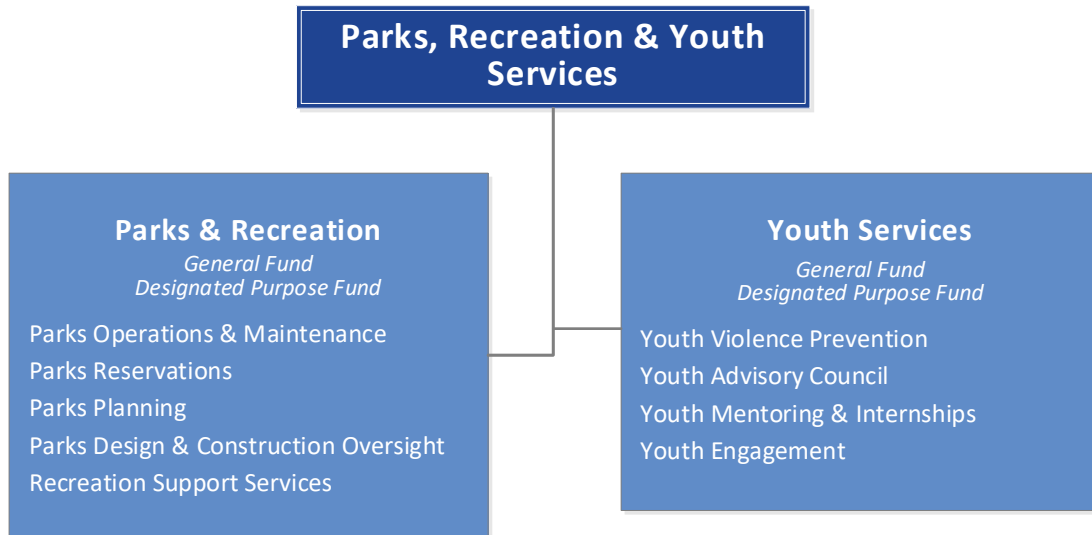 Parks, Recreation & Youth
Services
Parks & Recreation
General Fund
Designated Purpose Fund
Parks Operations & Maintenance
Parks Reservations
Parks Planning
Parks Design & Construction Oversight
Recreation Support Services
Youth Services
General Fund
Designated Purpose Fund
Youth Violence Prevention
Youth Advisory Council
Youth Mentoring & Internships
Youth Engagement